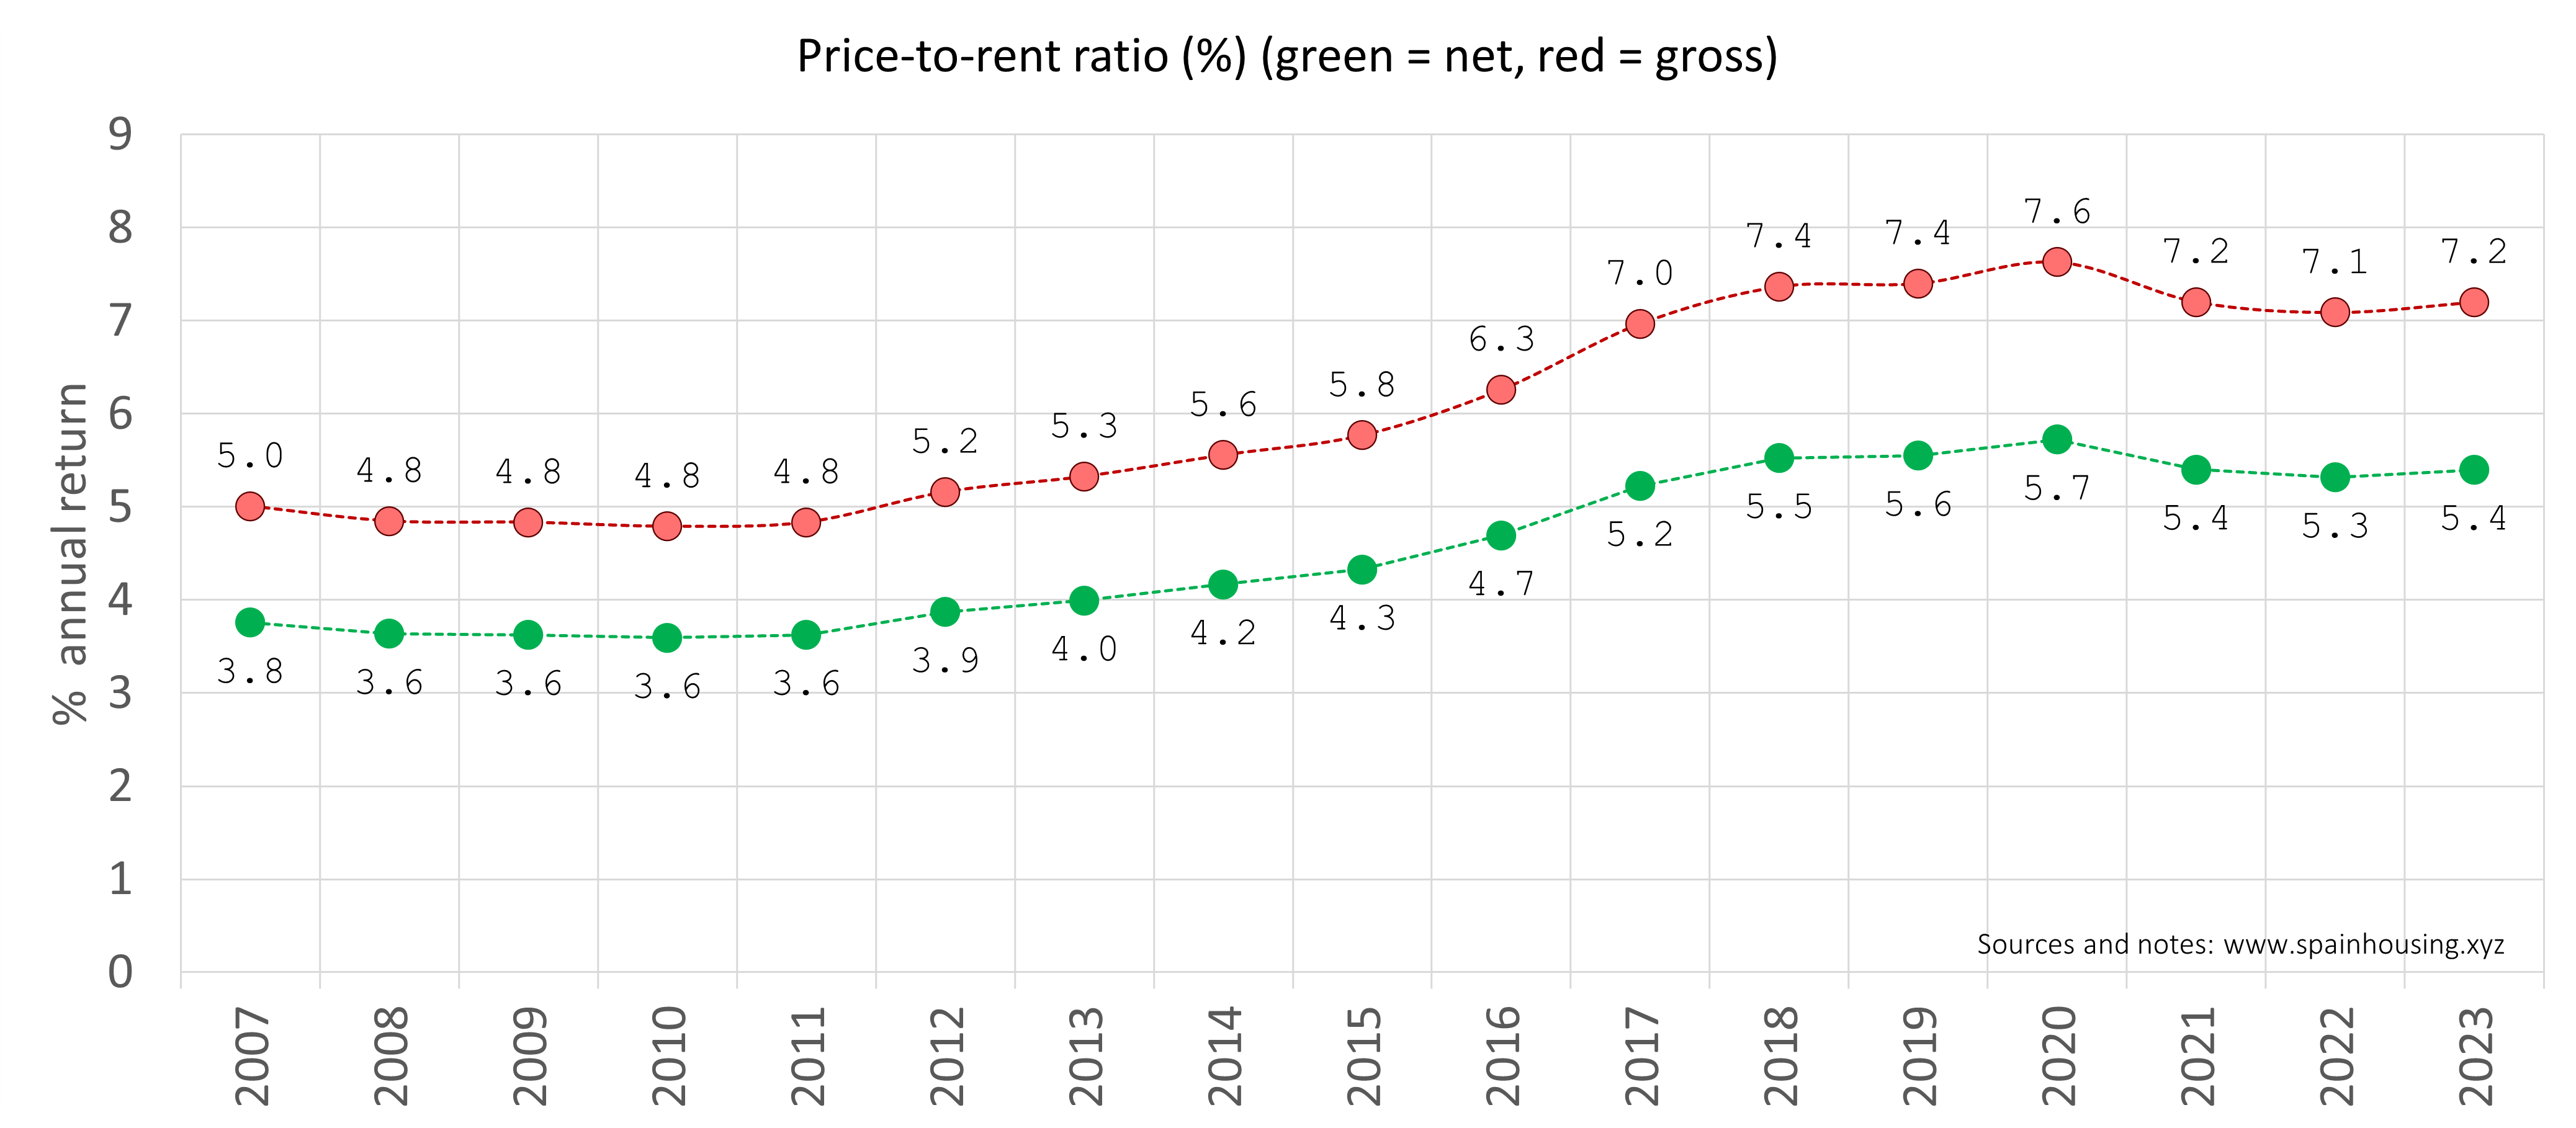 Price-to-rent ratio (%) (green = net, red = gross)
% annual return
9
8
7
6
5
4
3
2
1
0
5.0 4.8 4.8 4.8 4.8 5.2 5.3 5.6 5.8 6.3 7.0 7.4 7.4 7.6 7.2 7.1 7.2
3.8 3.6 3.6 3.6 3.6 3.9 4.0 4.2 4.3 4.7 5.2 5.5 5.6 5.7 5.4 5.3 5.4
Sources and notes: www.spainhousing.xyz
2007 2008 2009 2010 2011 2012 2013 2014 2015 2016 2017 2018 2019 2020 2021 2022 2023